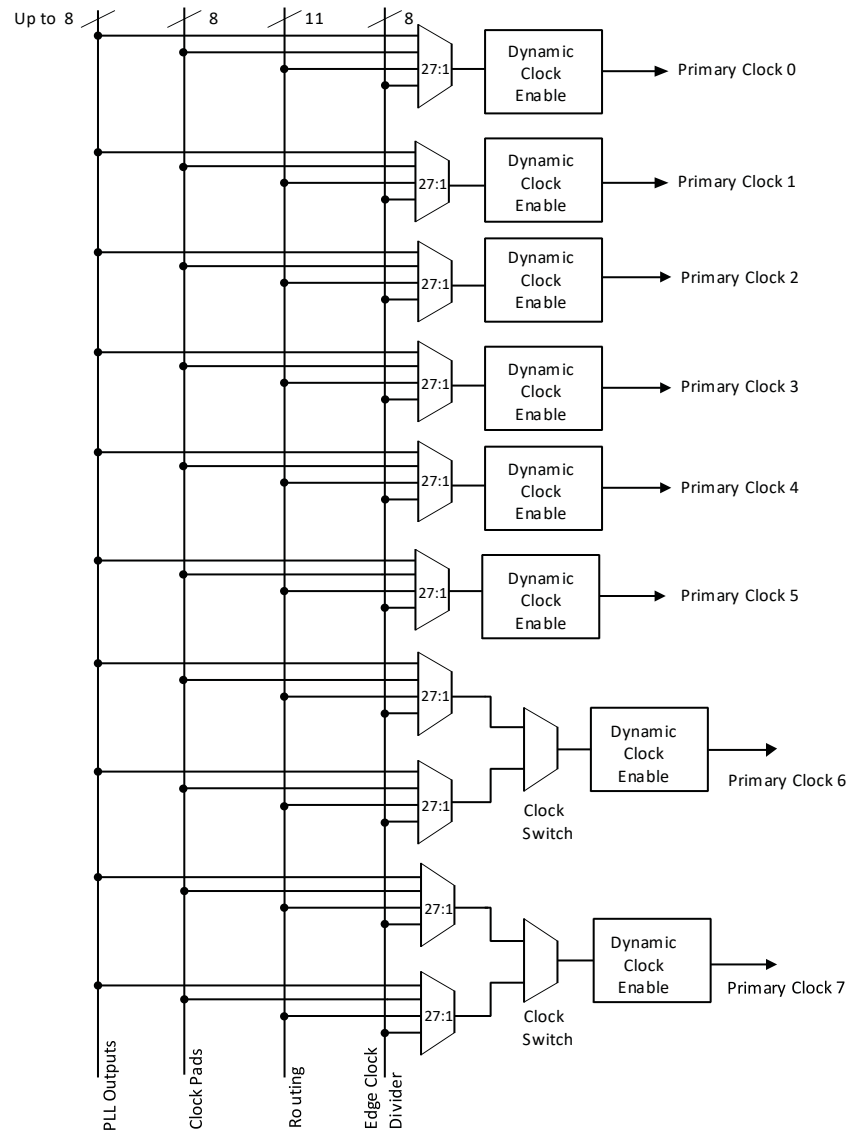 Up to 8
8
11
8
27:1
Dynamic
Clock
Enable
Primary Clock 0
27:1
Dynamic
Clock
Enable
Primary Clock 1
27:1
Dynamic
Clock
Enable
Primary Clock 2
27:1
Dynamic
Clock
Enable
Primary Clock 3
27:1
Dynamic
Clock
Enable
Primary Clock 4
27:1
Dynamic
Clock
Enable
Primary Clock 5
27:1
27:1
Clock
Switch
Dynamic
Clock
Enable
Primary Clock 6
27:1
27:1
Clock
Switch
Dynamic
Clock
Enable
Primary Clock 7
PLL Outputs
Clock Pads
Routing
Edge Clock
Divider